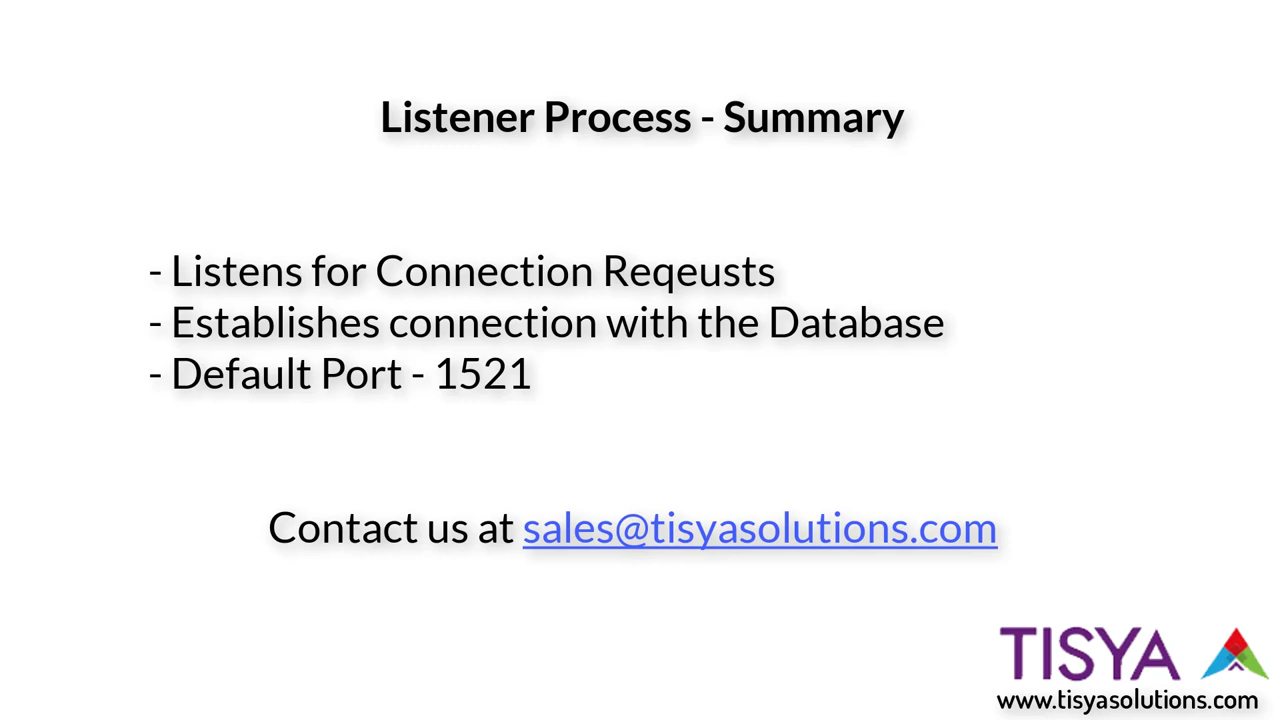 Listener Process - Summary
- Listens for Connection Reqeusts
- Establishes connection with the Database
- Default Port - 1521
Contact us at sales@tisyasolutions.com
TISYA
www.tisyasolutions.com